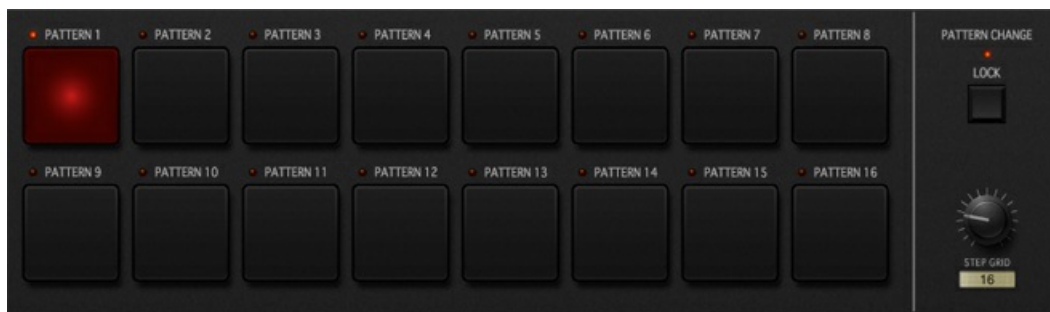 PATTERN 1
PATTERN 2
PATTERN 3
PATTERN 4
PATTERN 5
PATTERN 6
PATTERN 7
PATTERN 8
PATTERN 9
PATTERN 10
PATTERN 11
PATTERN 12
PATTERN 13
PATTERN 14
PATTERN 15
PATTERN 16
PATTERN CHANGE
LOCK
STEP GRID
16